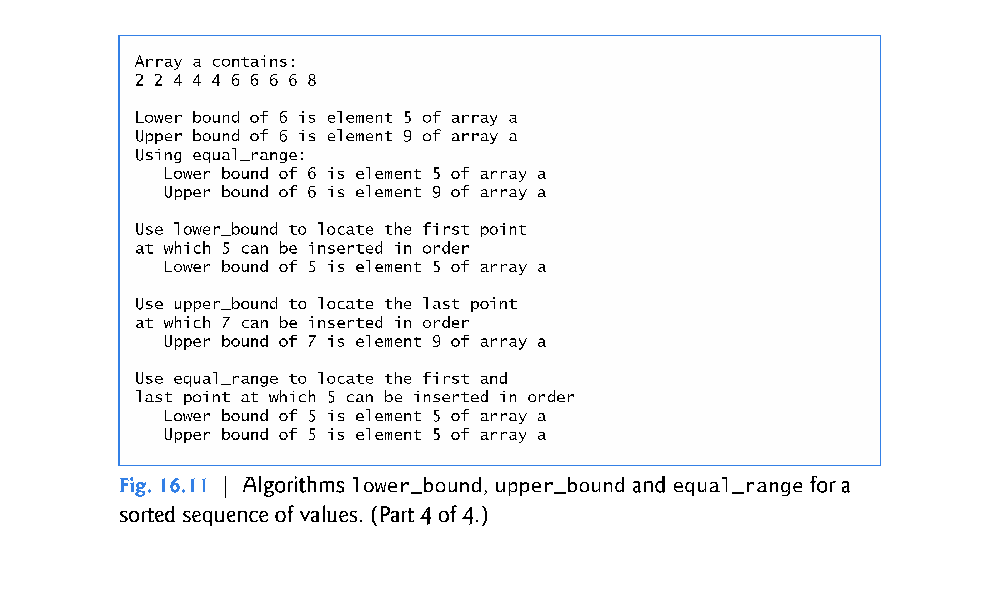 Array a contains:
2 2 4 4 4 6 6 6 6 8
Lower bound of 6 is element 5 of array a
Upper bound of 6 is element 9 of array a
Using equal_range:
Lower bound of 6 is element 5 of array a
Upper bound of 6 is element 9 of array a
Use lower_bound to locate the first point
at which 5 can be inserted in order
Lower bound of 5 is element 5 of array a
Use upper_bound to locate the last point
at which 7 can be inserted in order
Upper bound of 7 is element 9 of array a
Use equal_range to locate the first and
last point at which 5 can be inserted in order
Lower bound of 5 is element 5 of array a
Upper bound of 5 is element 5 of array a
Fig. 16.11 | Algorithms lower_bound, upper_bound and equal_range for a
sorted sequence of values. (Part 4 of 4.)